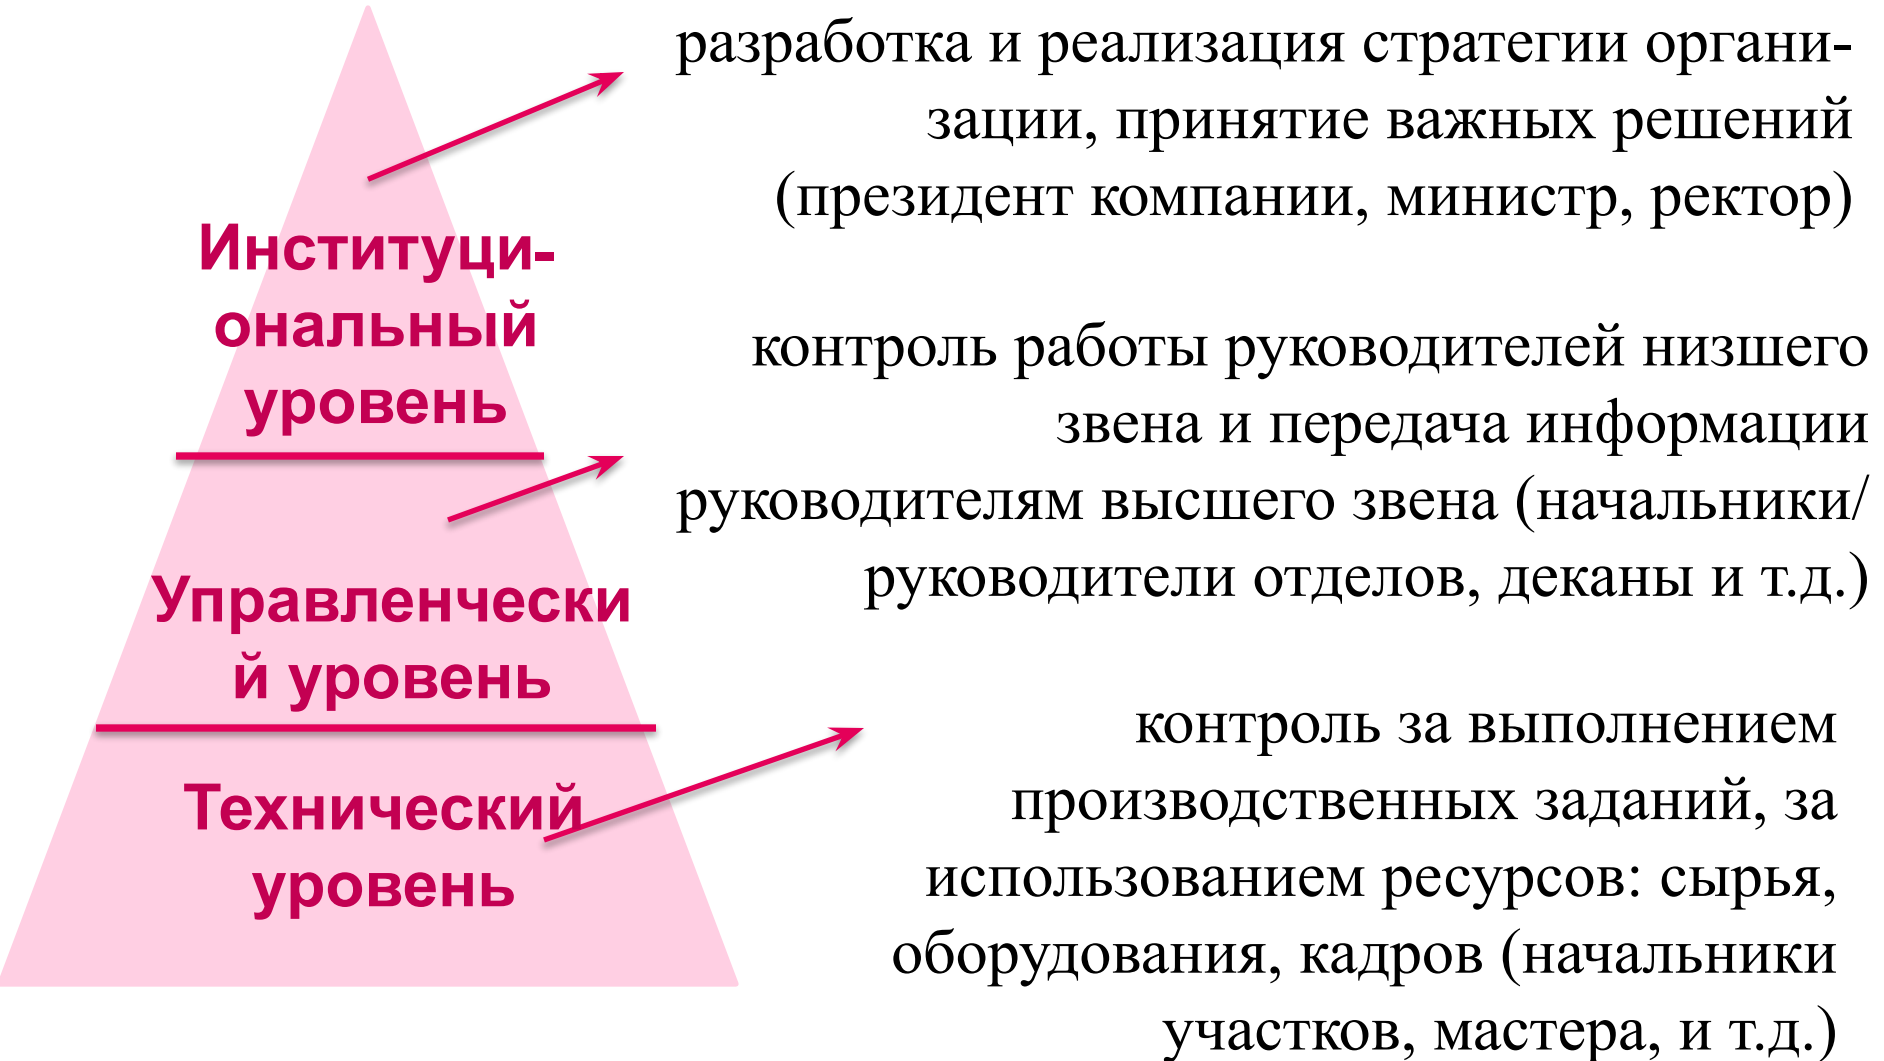 разработка и реализация стратегии органи-
зации, принятие важных решений
(президент компании, министр, ректор)
Институци-
ональный
уровень
контроль работы руководителей низшего
звена и передача информации
руководителям высшего звена (начальники/
руководители отделов, деканы и т.д.)
Управленчески
й уровень
контроль за выполнением
производственных заданий, за
использованием ресурсов: сырья,
оборудования, кадров (начальники
участков, мастера, и т.д.)
Технический
уровень